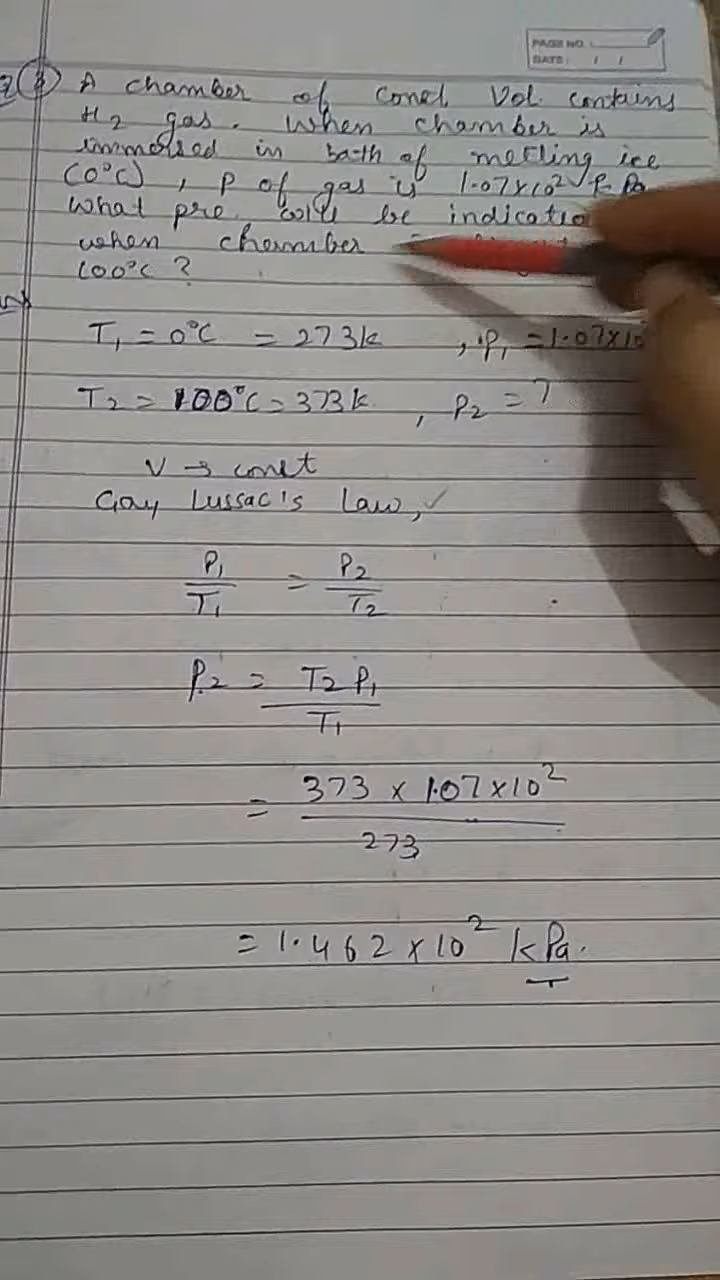 PAGE NO.
DATE: / /
A chamber of const. Vol. contains
H2 gas. When chamber is
immersed in bath of melting ice
(0°C), P of gas is 1.07×10² k Pa
What pre. will be indicatio
when chamber
100°C ?
T₁ = 0°C = 273k , P₁ = 1.07×10
T₂ = 100°C = 373k , P₂ = ?
V → const
Gay Lussac's Law, ✓
P₁/T₁ = P₂/T₂
P₂ = T₂ P₁/T₁
= 373 × 1.07×10²/273
= 1.462 × 10² kPa.